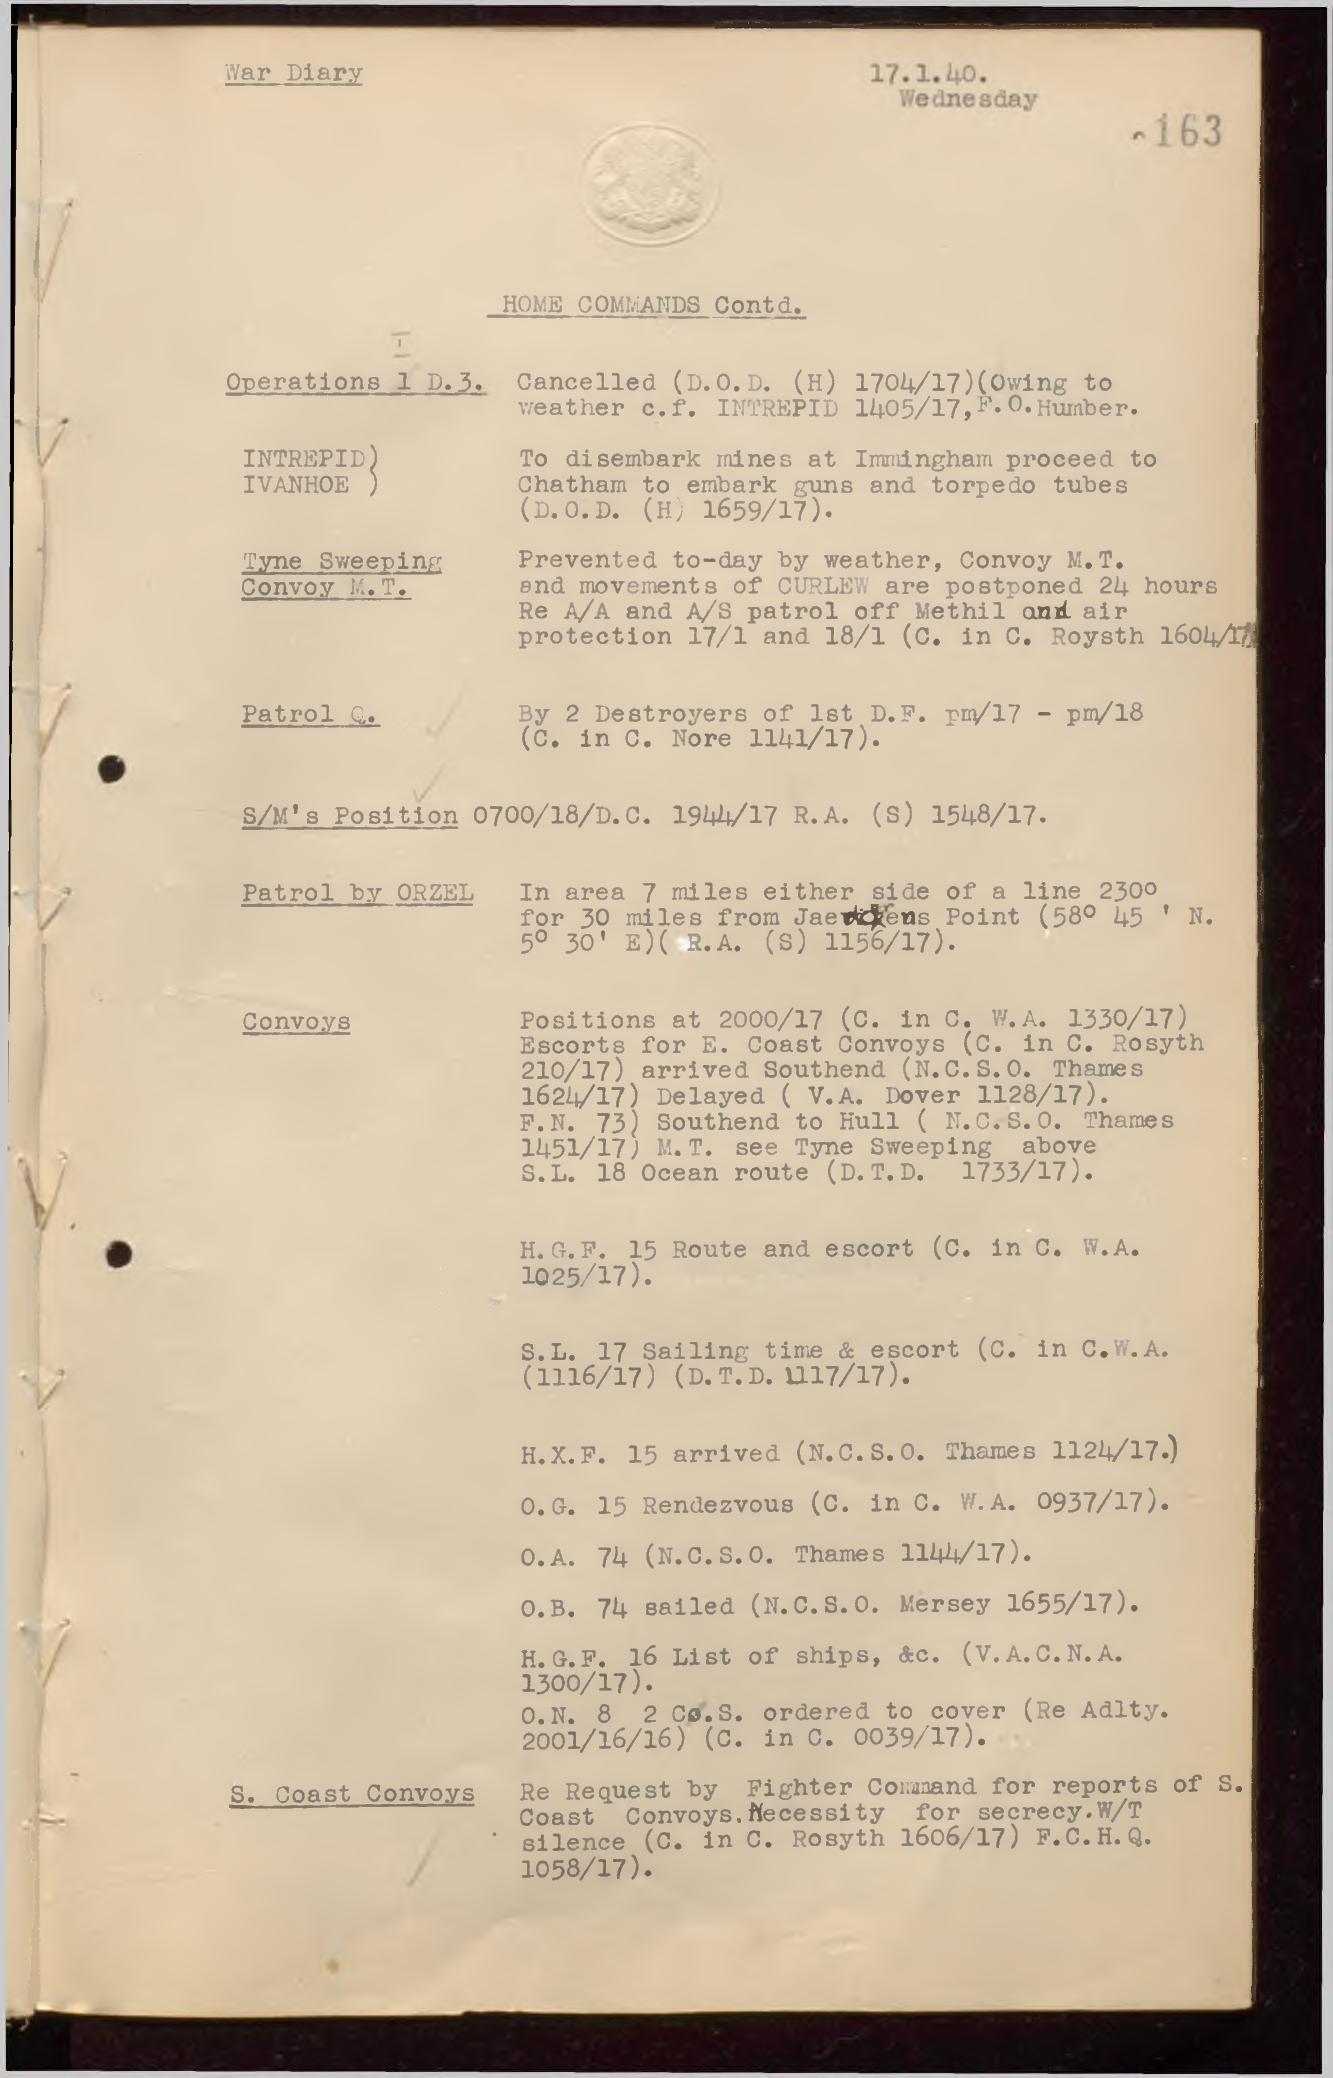 War Diary
17.1.40.
Wednesday
163
HOME COMMANDS Contd.
I
Operations 1 D.3. Cancelled (D.O.D. (H) 1704/17)(Owing to
weather c.f. INTREPID 1405/17, F.O.Humber.
INTREPID) To disembark mines at Immingham proceed to
IVANHOE ) Chatham to embark guns and torpedo tubes
(D.O.D. (H) 1659/17).
Tyne Sweeping Prevented to-day by weather, Convoy M.T.
Convoy M.T. and movements of CURLEW are postponed 24 hours
Re A/A and A/S patrol off Methil and air
protection 17/1 and 18/1 (C. in C. Roysth 1604/17)
Patrol Q. By 2 Destroyers of 1st D.F. pm/17 - pm/18
(C. in C. Nore 1141/17).
S/M's Position 0700/18/D.C. 1944/17 R.A. (S) 1548/17.
Patrol by ORZEL In area 7 miles either side of a line 230°
for 30 miles from Point (58° 45 ' N.
5° 30' E)( R.A. (S) 1156/17).
Convoys Positions at 2000/17 (C. in C. W.A. 1330/17)
Escorts for E. Coast Convoys (C. in C. Rosyth
210/17) arrived Southend (N.C.S.O. Thames
1624/17) Delayed ( V.A. Dover 1128/17).
F.N. 73) Southend to Hull ( N.C.S.O. Thames
1451/17) M.T. see Tyne Sweeping above
S.L. 18 Ocean route (D.T.D. 1733/17).
H.G.F. 15 Route and escort (C. in C. W.A.
1025/17).
S.L. 17 Sailing time & escort (C. in C.W.A.
(1116/17) (D.T.D. 1117/17).
H.X.F. 15 arrived (N.C.S.O. Thames 1124/17.)
O.G. 15 Rendezvous (C. in C. W.A. 0937/17).
O.A. 74 (N.C.S.O. Thames 1144/17).
O.B. 74 sailed (N.C.S.O. Mersey 1655/17).
H.G.F. 16 List of ships, &c. (V.A.C.N.A.
1300/17).
O.N. 8 2 C.S. ordered to cover (Re Adlty.
2001/16/16) (C. in C. 0039/17).
S. Coast Convoys Re Request by Fighter Command for reports of S.
Coast Convoys. Necessity for secrecy.W/T
silence (C. in C. Rosyth 1606/17) F.C.H.Q.
1058/17).